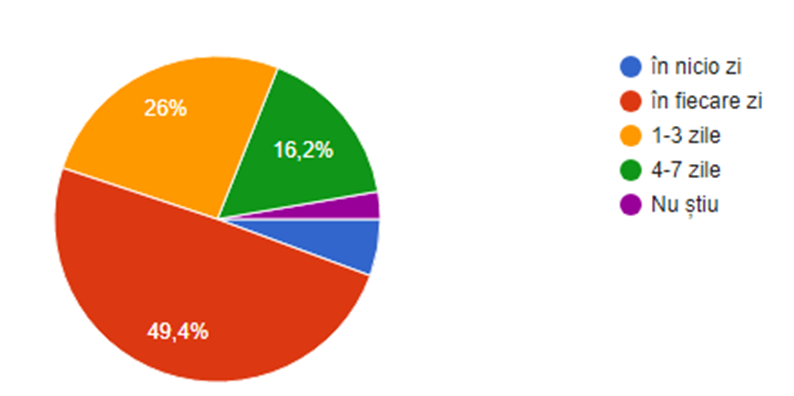 26%
16,2%
49,4%
în nicio zi
în fiecare zi
1-3 zile
4-7 zile
Nu știu